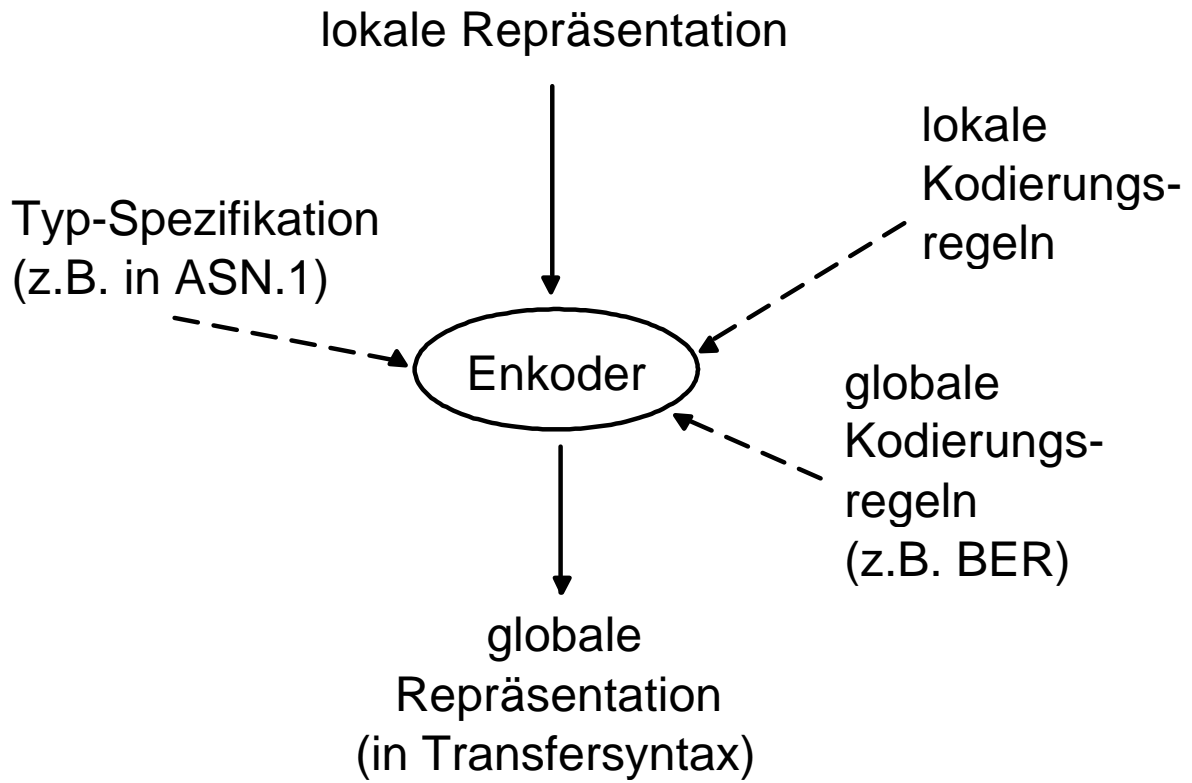 lokale Repräsentation
lokale
Kodierungs-
regeln
Typ-Spezifikation
(z.B. in ASN.1)
Enkoder
globale
Kodierungs-
regeln
(z.B. BER)
globale
Repräsentation
(in Transfersyntax)